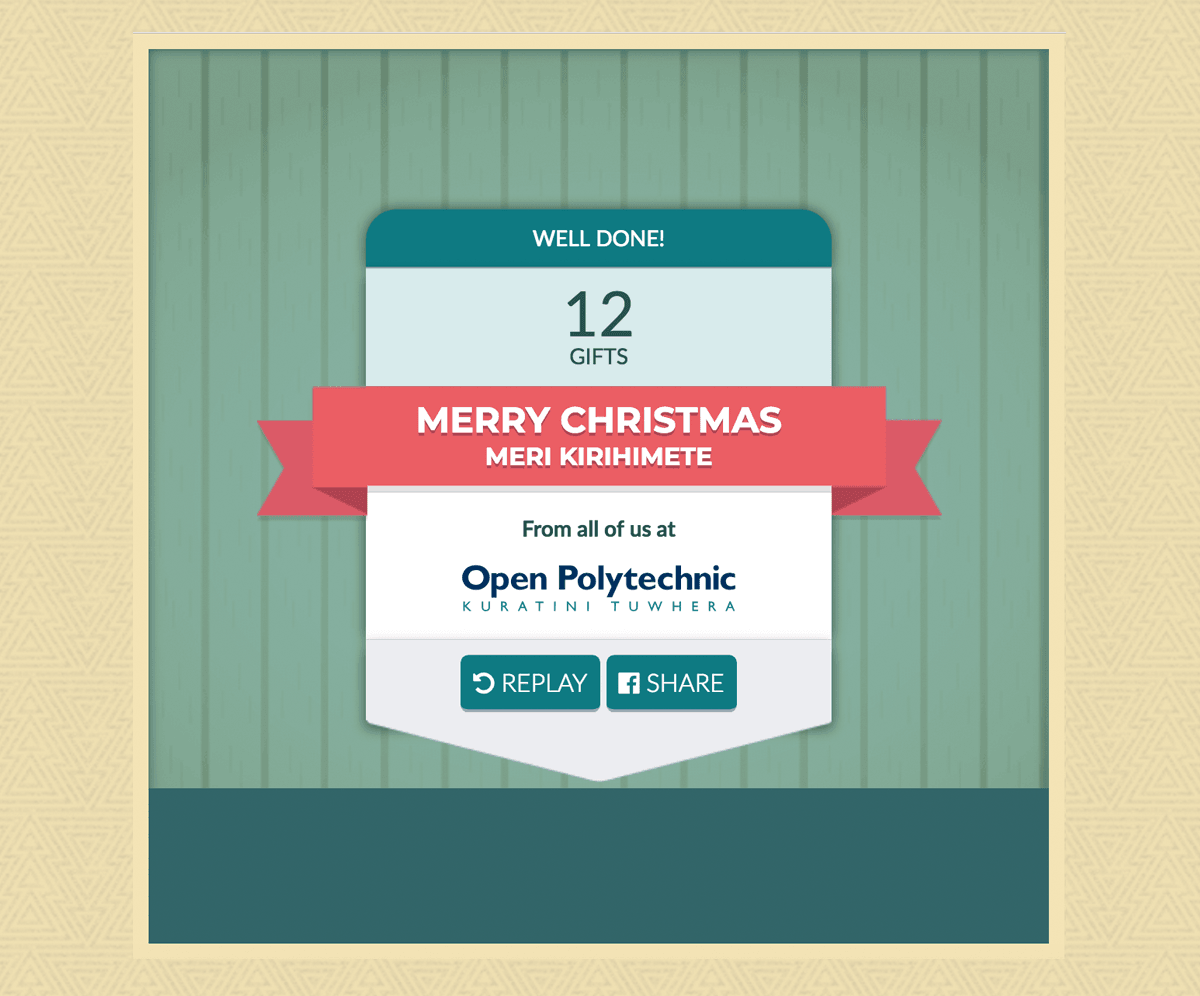 WELL DONE!
12
GIFTS
MERRY CHRISTMAS
MERI KIRIHIMETE
From all of us at
Open Polytechnic
KURATINI TUWHERA
REPLAY SHARE